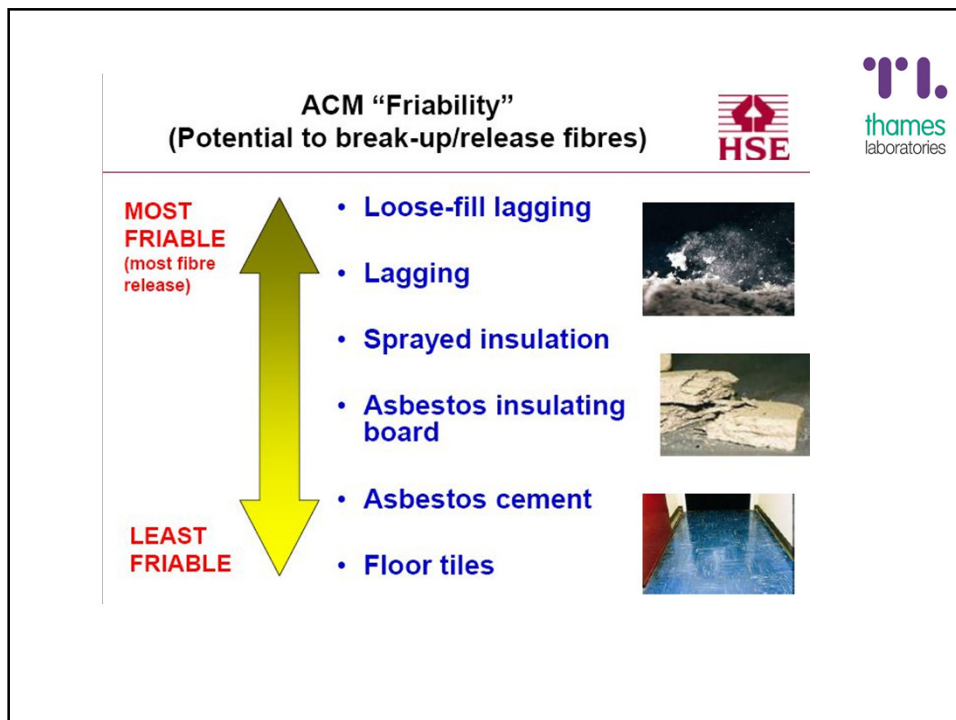 ACM “Friability”
(Potential to break-up/release fibres)
HSE
TL.
thames
laboratories
MOST
FRIABLE
(most fibre
release)
• Loose-fill lagging
• Lagging
• Sprayed insulation
• Asbestos insulating
board
• Asbestos cement
• Floor tiles
LEAST
FRIABLE